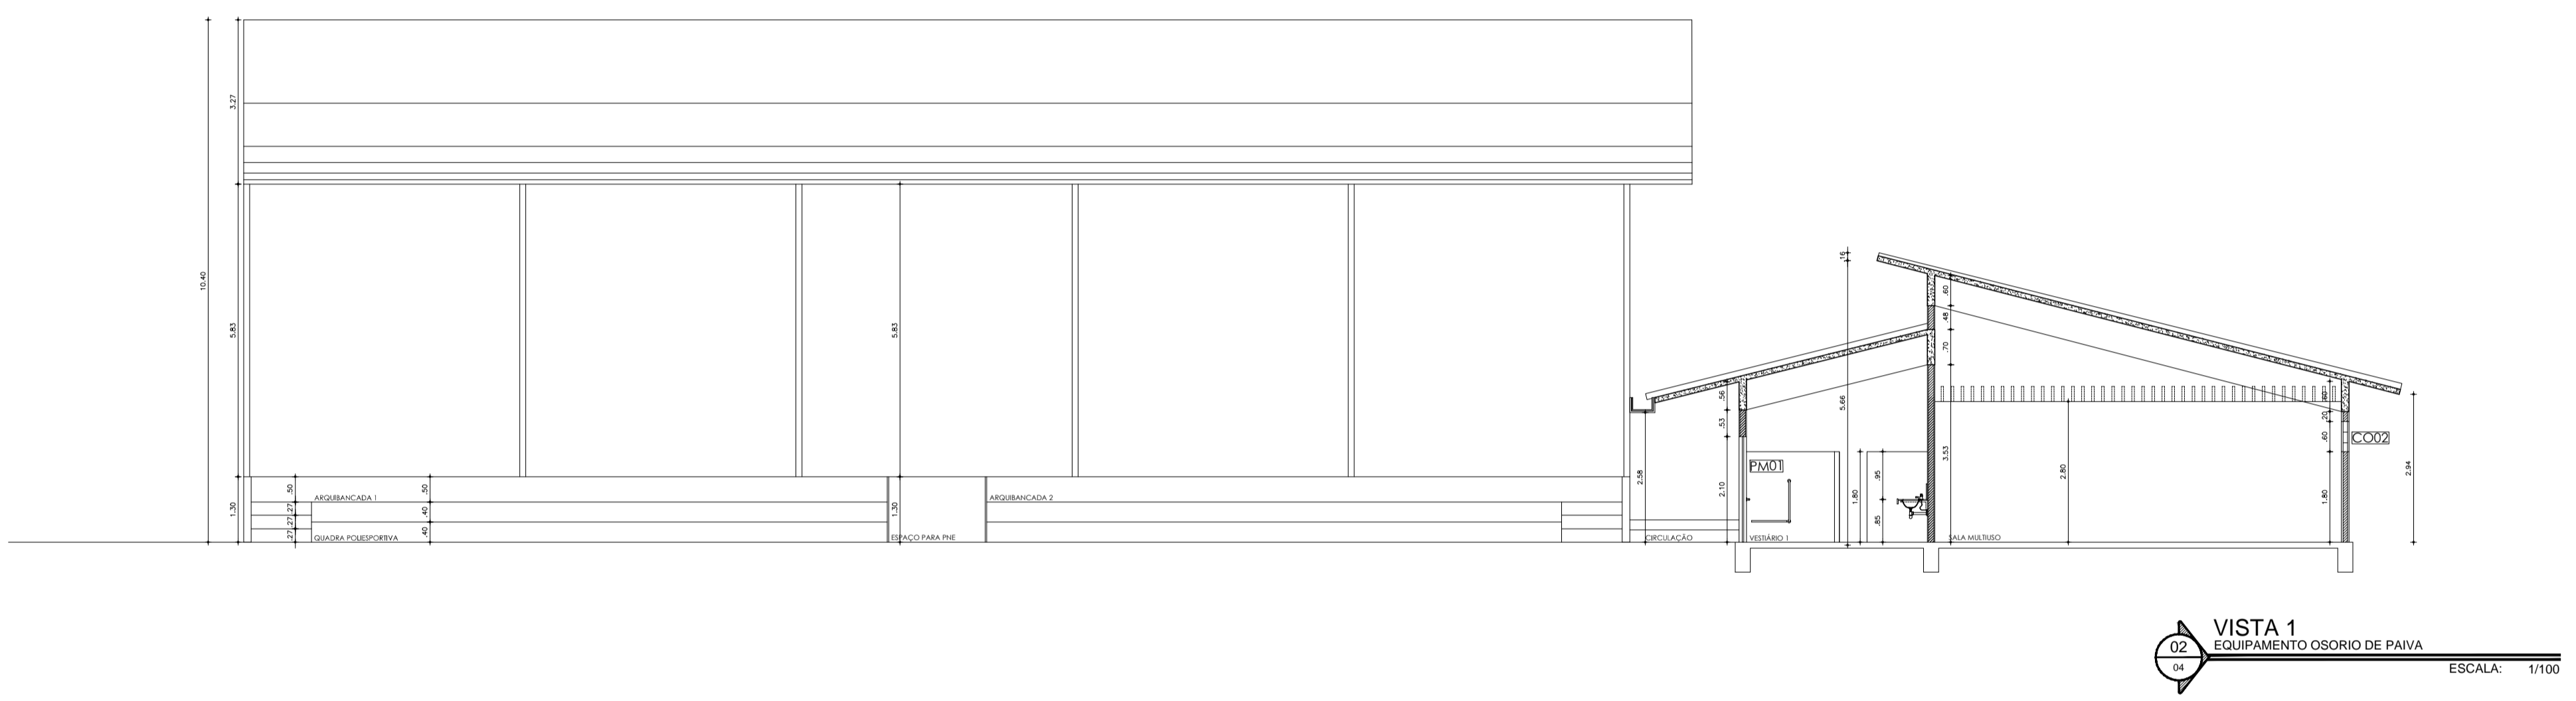 10.40
3.27
5.83
1.30
.50
.27
.27
.27
ARQUIBANCADA 1
QUADRA POLIESPORTIVA
.50
.40
.40
5.83
1.30
ESPAÇO PARA PNE
ARQUIBANCADA 2
2.58
CIRCULAÇÃO
.56
.53
2.10
PM01
VESTIÁRIO 1
.16
5.66
1.80
.95
.85
.60
.48
.70
3.53
SALA MULTIUSO
2.80
.60
.20
.60
1.80
CO02
2.94
02
04
VISTA 1
EQUIPAMENTO OSORIO DE PAIVA
ESCALA: 1/100